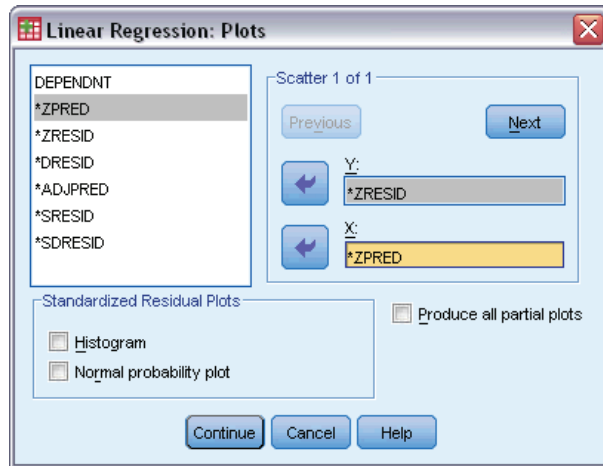 Linear Regression: Plots
DEPENDNT
*ZPRED
*ZRESID
*DRESID
*ADJPRED
*SRESID
*SDRESID
Scatter 1 of 1
Previous
Next
Y:
*ZRESID
X:
*ZPRED
Standardized Residual Plots
Histogram
Normal probability plot
Produce all partial plots
Continue
Cancel
Help